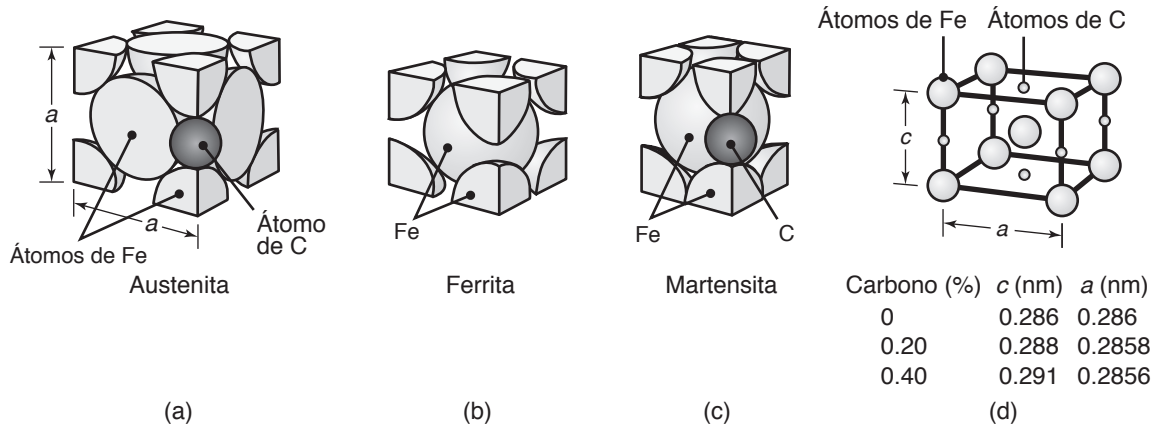 a
a
Átomos de Fe
Átomo
de C
Austenita
(a)
Fe
Ferrita
(b)
Fe
C
Martensita
(c)
Átomos de Fe Átomos de C
c
a
Carbono (%) c (nm) a (nm)
0 0.286 0.286
0.20 0.288 0.2858
0.40 0.291 0.2856
(d)